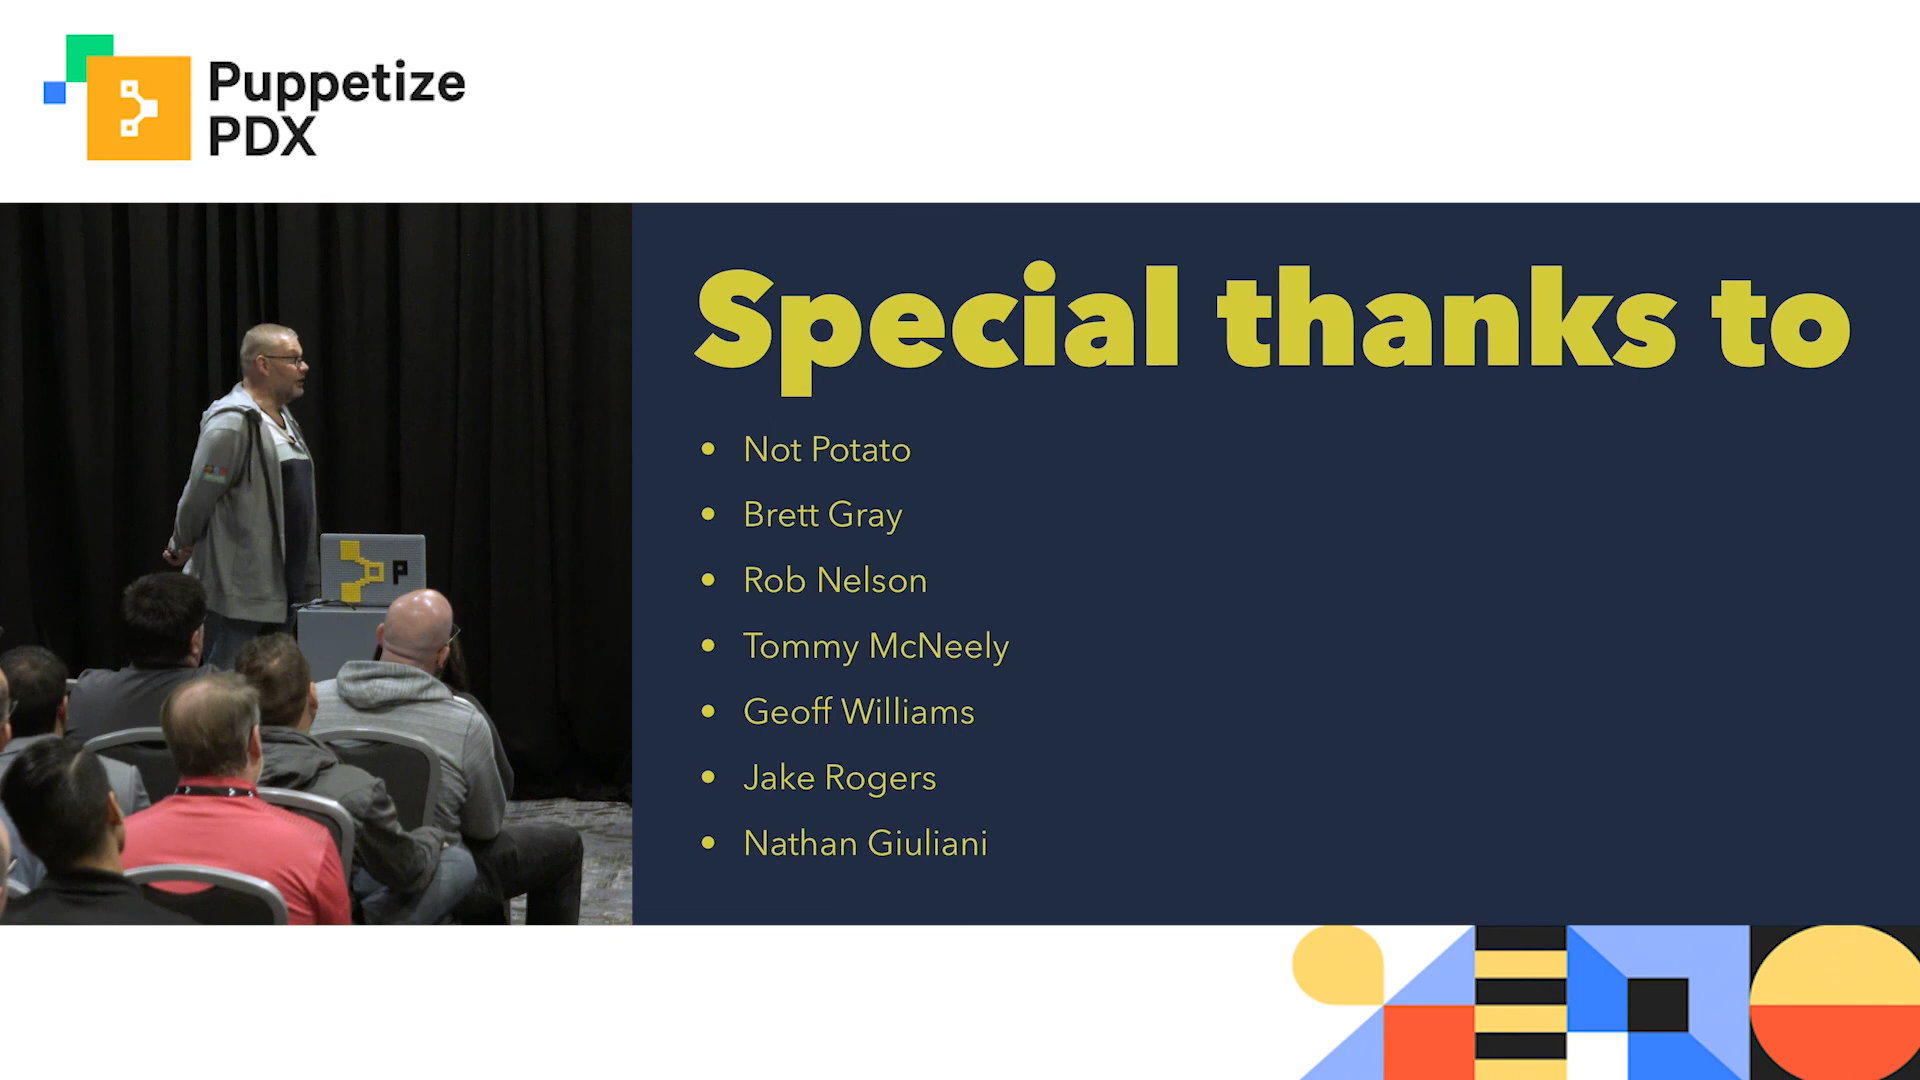 Puppetize
PDX
Special thanks to
• Not Potato
• Brett Gray
• Rob Nelson
• Tommy McNeely
• Geoff Williams
• Jake Rogers
• Nathan Giuliani
P